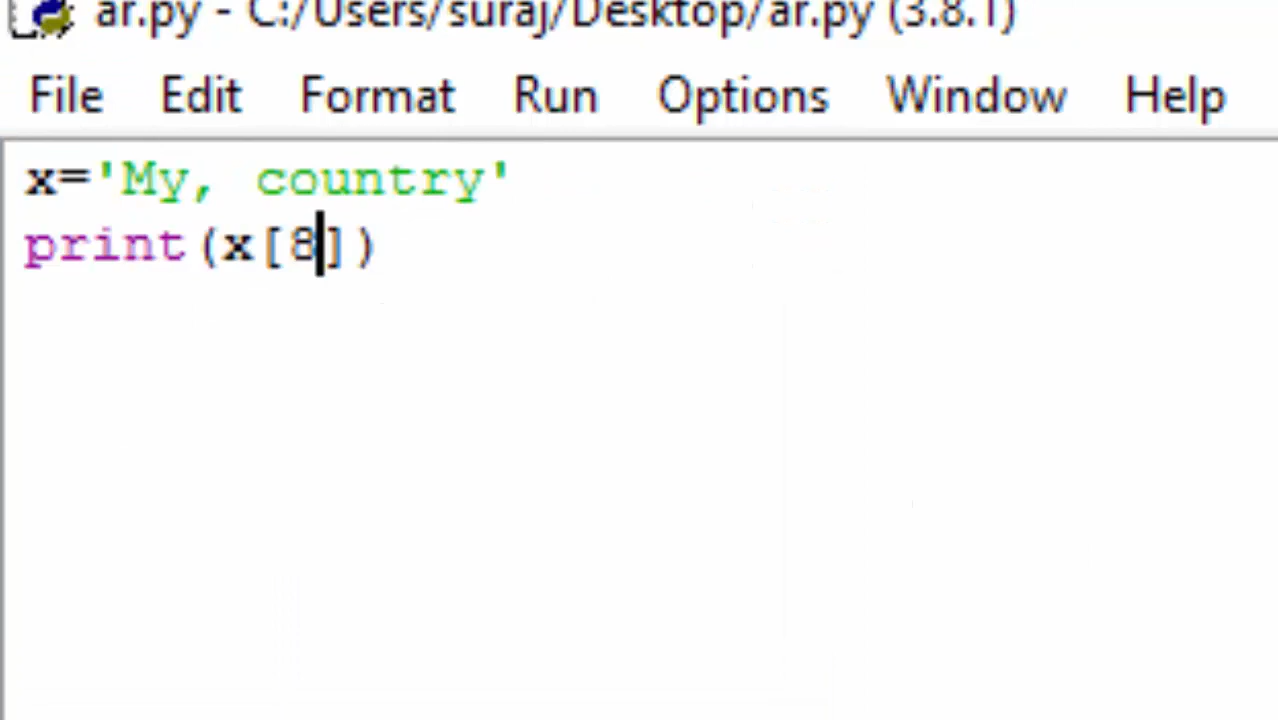 ar.py - C:/Users/suraj/Desktop/ar.py (3.8.1)
File Edit Format Run Options Window Help
x='My, country'
print(x[8])